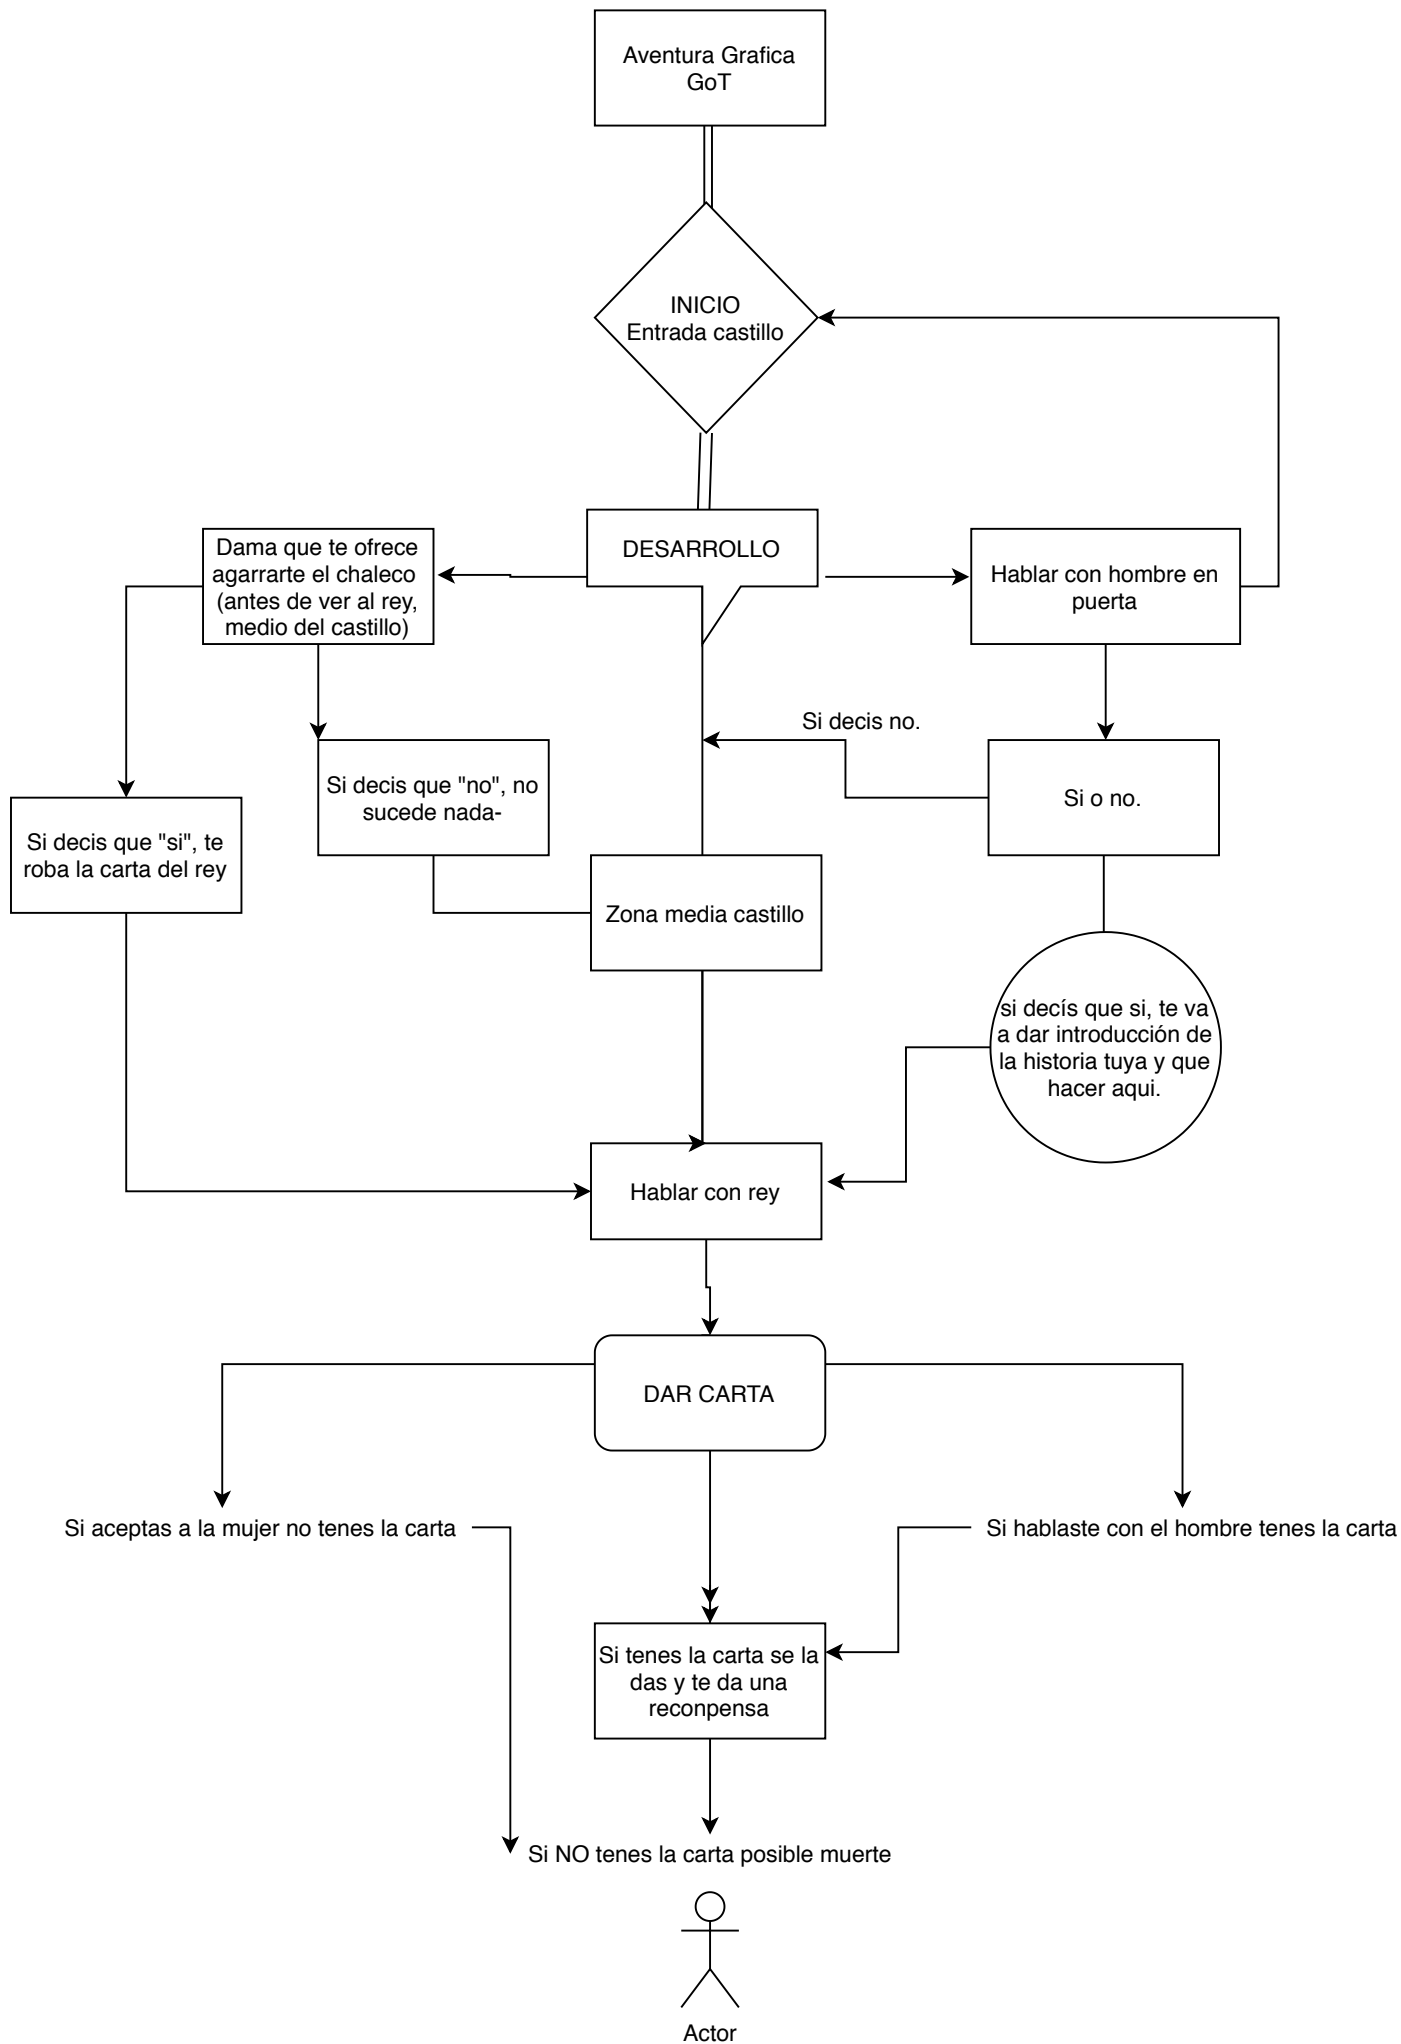 Aventura Grafica
GoT
INICIO
Entrada castillo
DESARROLLO
Dama que te ofrece
agarrarte el chaleco
(antes de ver al rey,
medio del castillo)
Hablar con hombre en
puerta
Si decis no.
Si decis que "no", no
sucede nada-
Si o no.
Si decis que "si", te
roba la carta del rey
Zona media castillo
si decís que si, te va
a dar introducción de
la historia tuya y que
hacer aqui.
Hablar con rey
DAR CARTA
Si aceptas a la mujer no tenes la carta
Si hablaste con el hombre tenes la carta
Si tenes la carta se la
das y te da una
reconpensa
Si NO tenes la carta posible muerte
Actor